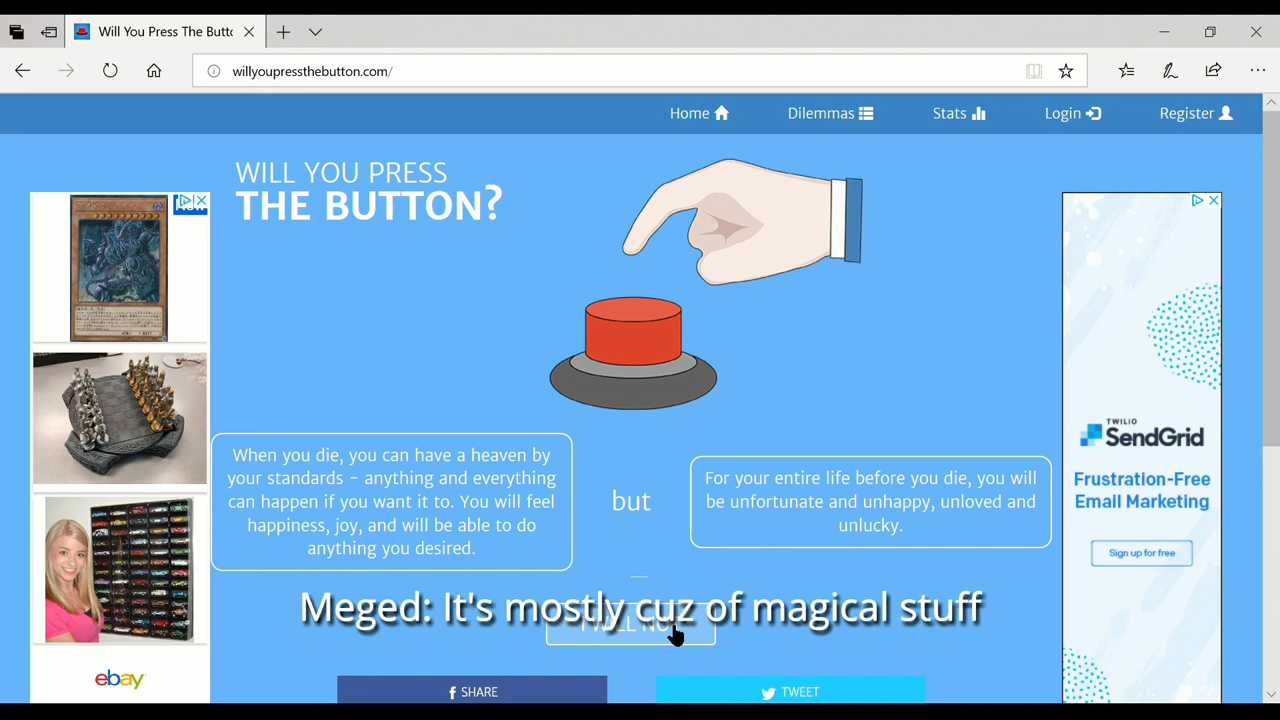 Will You Press The Butt
willyoupressthebutton.com/
Home
Dilemmas
Stats
Login
Register
WILL YOU PRESS
THE BUTTON?
When you die, you can have a heaven by
your standards - anything and everything
can happen if you want it to. You will feel
happiness, joy, and will be able to do
anything you desired.
but
For your entire life before you die, you will
be unfortunate and unhappy, unloved and
unlucky.
Meged: It's mostly cuz of magical stuff
SHARE
TWEET
ebay
TWILIO
SendGrid
Frustration-Free
Email Marketing
Sign up for free